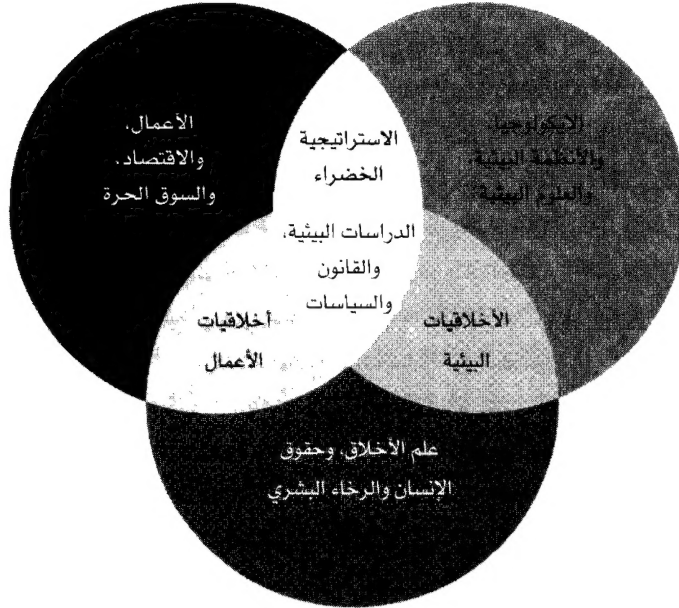 الأعمال،
والاقتصاد،
والسوق الحرة
الاستراتيجية
الخضراء
الإيكولوجيا،
والأنظمة البيئية،
والعلوم البيئية
الدراسات البيئية،
والقانون
والسياسات
أخلاقيات
الأعمال
الأخلاقيات
البيئية
علم الأخلاق، وحقوق
الإنسان والرخاء البشري